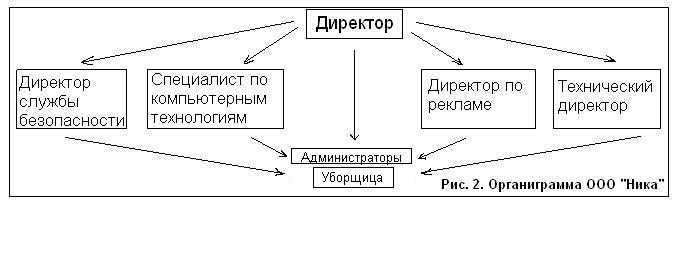 Директор
Директор
службы
безопасности
Специалист по
компьютерным
технологиям
Директор по
рекламе
Технический
директор
Администраторы
Уборщица
Рис. 2. Органиграмма ООО "Ника"